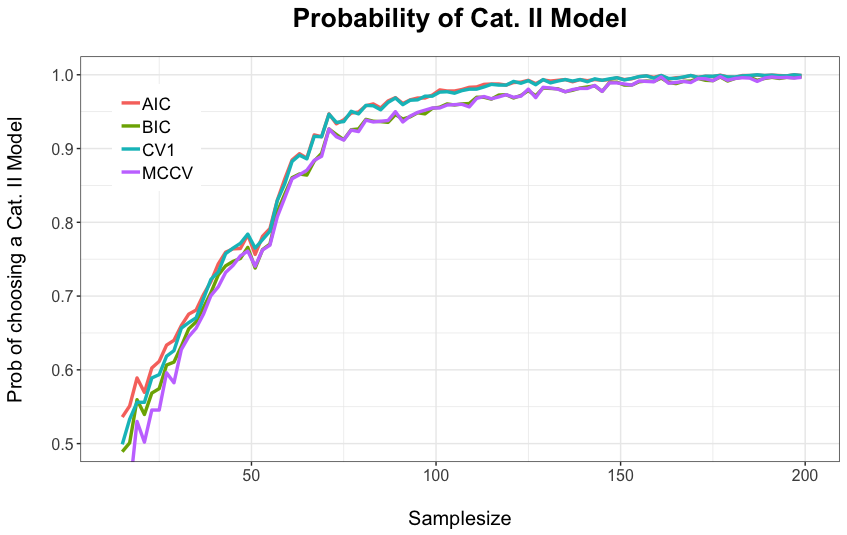 Probability of Cat. II Model
Prob of choosing a Cat. II Model
1.0
0.9
0.8
0.7
0.6
0.5
AIC
BIC
CV1
MCCV
50 100 150 200
Samplesize